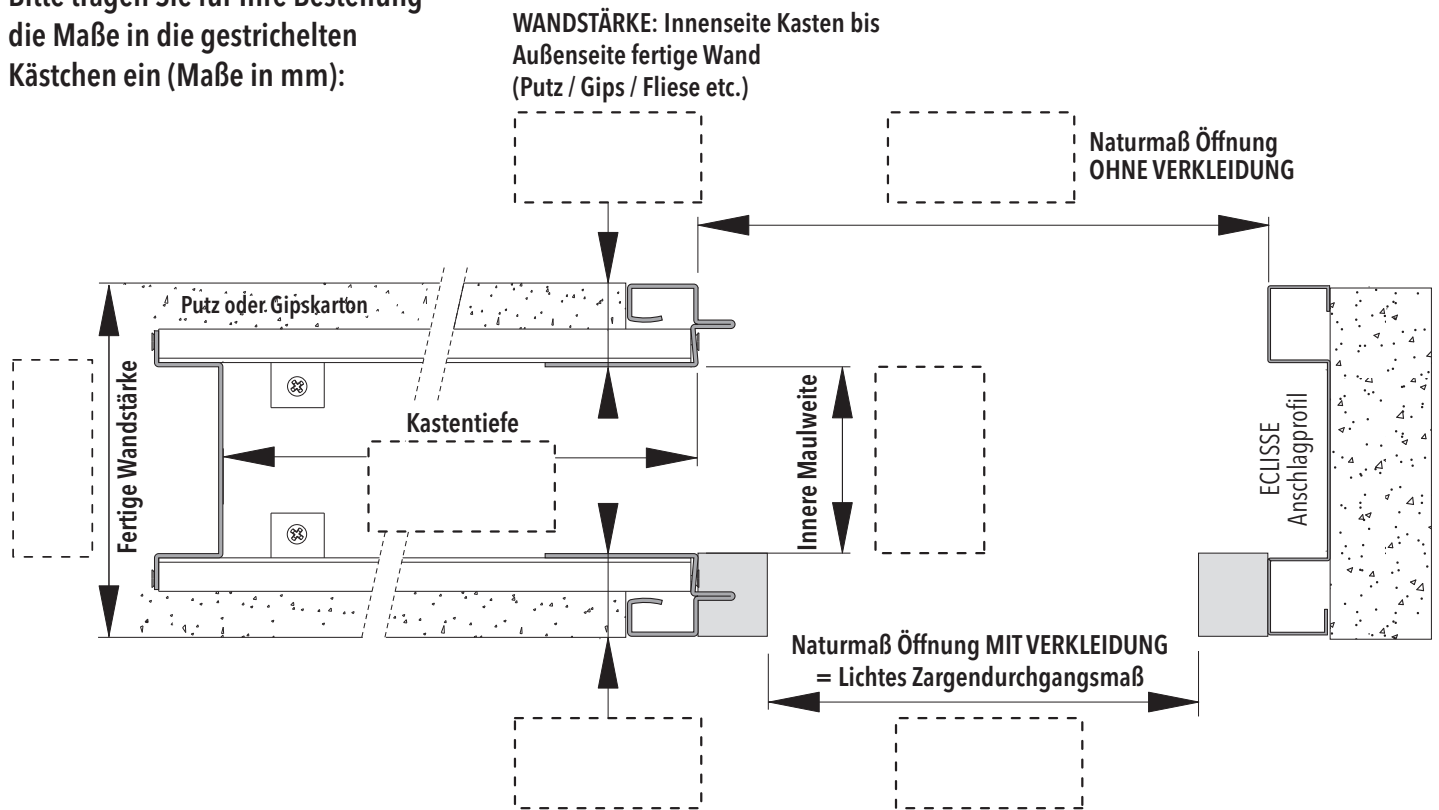 Bitte tragen Sie für Ihre Bestellung
die Maße in die gestrichelten
Kästchen ein (Maße in mm):
WANDSTÄRKE: Innenseite Kasten bis
Außenseite fertige Wand
(Putz / Gips / Fliese etc.)
Naturmaß Öffnung
OHNE VERKLEIDUNG
Putz oder Gipskarton
Fertige Wandstärke
Kastentiefe
Innere Maulweite
ECLISSE
Anschlagprofil
Naturmaß Öffnung MIT VERKLEIDUNG
= Lichtes Zargendurchgangsmaß